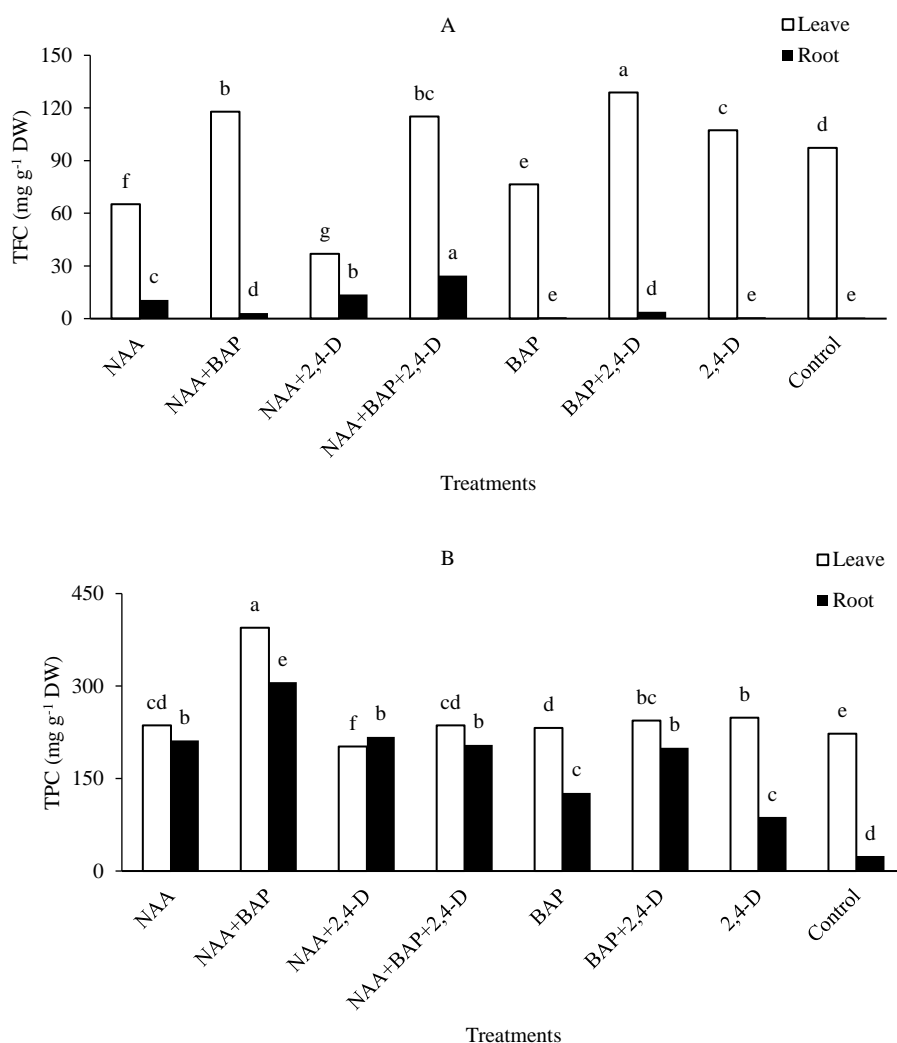 A
Leave
Root
TFC (mg g⁻¹ DW)
150
120
90
60
30
0
f
c
b
d
g
b
bc
a
e
e
a
d
c
e
d
e
NAA
NAA+BAP
NAA+2,4-D
NAA+BAP+2,4-D
BAP
BAP+2,4-D
2,4-D
Control
Treatments
B
Leave
Root
TPC (mg g⁻¹ DW)
450
300
150
0
cd
b
a
e
f
b
cd
b
d
c
bc
b
b
c
e
d
NAA
NAA+BAP
NAA+2,4-D
NAA+BAP+2,4-D
BAP
BAP+2,4-D
2,4-D
Control
Treatments